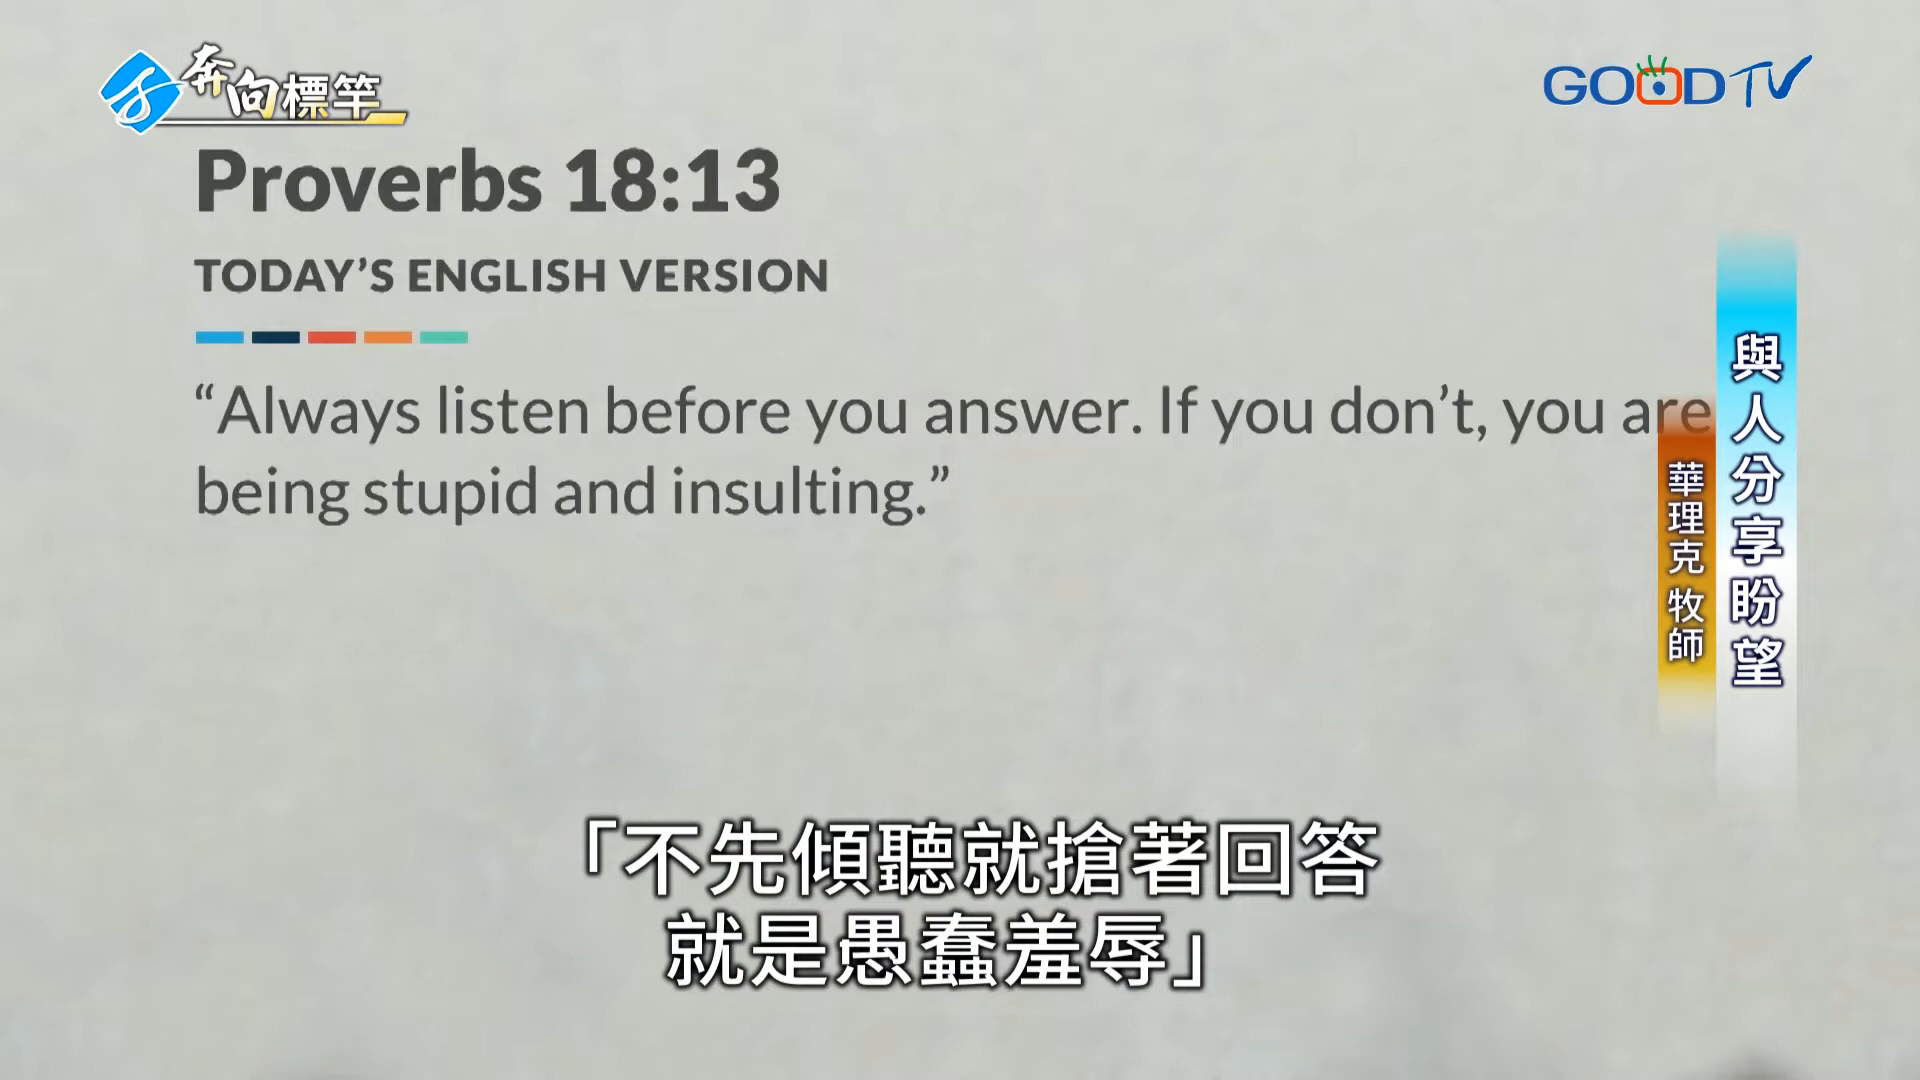 奔向標竿
GOOD TV
Proverbs 18:13
TODAY’S ENGLISH VERSION
“Always listen before you answer. If you don’t, you are
being stupid and insulting.”
與人分享盼望
華理克 牧師
「不先傾聽就搶著回答
就是愚蠢羞辱」